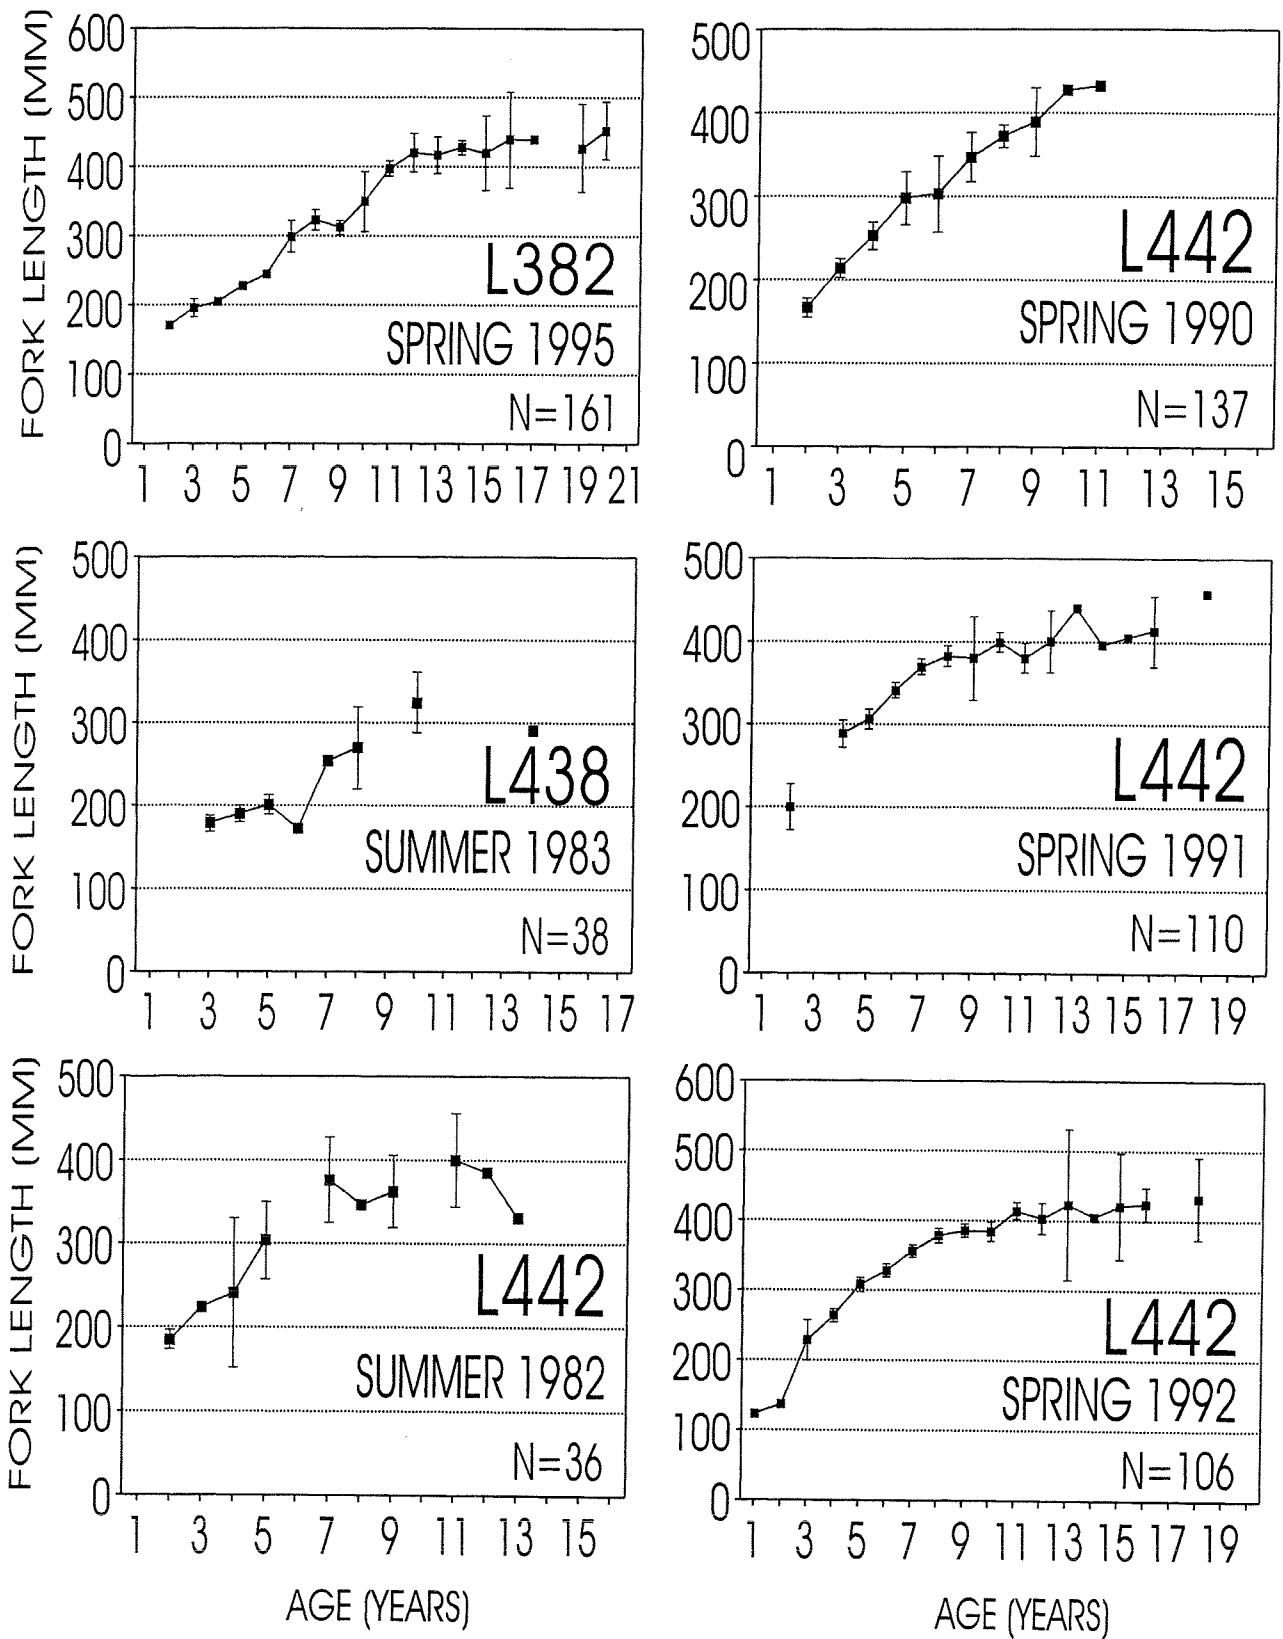 FORK LENGTH (MM)
600
500
400
300
200
100
0
L382
SPRING 1995
N=161
1 3 5 7 9 11 13 15 17 19 21
500
400
300
200
100
0
L442
SPRING 1990
N=137
1 3 5 7 9 11 13 15
FORK LENGTH (MM)
500
400
300
200
100
0
L438
SUMMER 1983
N=38
1 3 5 7 9 11 13 15 17
500
400
300
200
100
0
L442
SPRING 1991
N=110
1 3 5 7 9 11 13 15 17 19
FORK LENGTH (MM)
500
400
300
200
100
0
L442
SUMMER 1982
N=36
1 3 5 7 9 11 13 15
AGE (YEARS)
600
500
400
300
200
100
0
L442
SPRING 1992
N=106
1 3 5 7 9 11 13 15 17 19
AGE (YEARS)